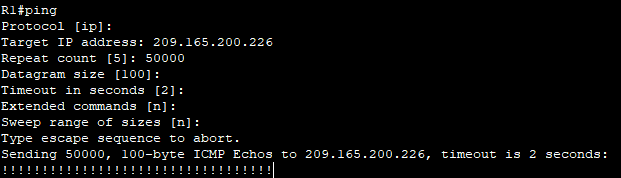 R1#ping
Protocol [ip]:
Target IP address: 209.165.200.226
Repeat count [5]: 50000
Datagram size [100]:
Timeout in seconds [2]:
Extended commands [n]:
Sweep range of sizes [n]:
Type escape sequence to abort.
Sending 50000, 100-byte ICMP Echos to 209.165.200.226, timeout is 2 seconds:
!!!!!!!!!!!!!!!!!!!!!!!!!!!!!!!!!!